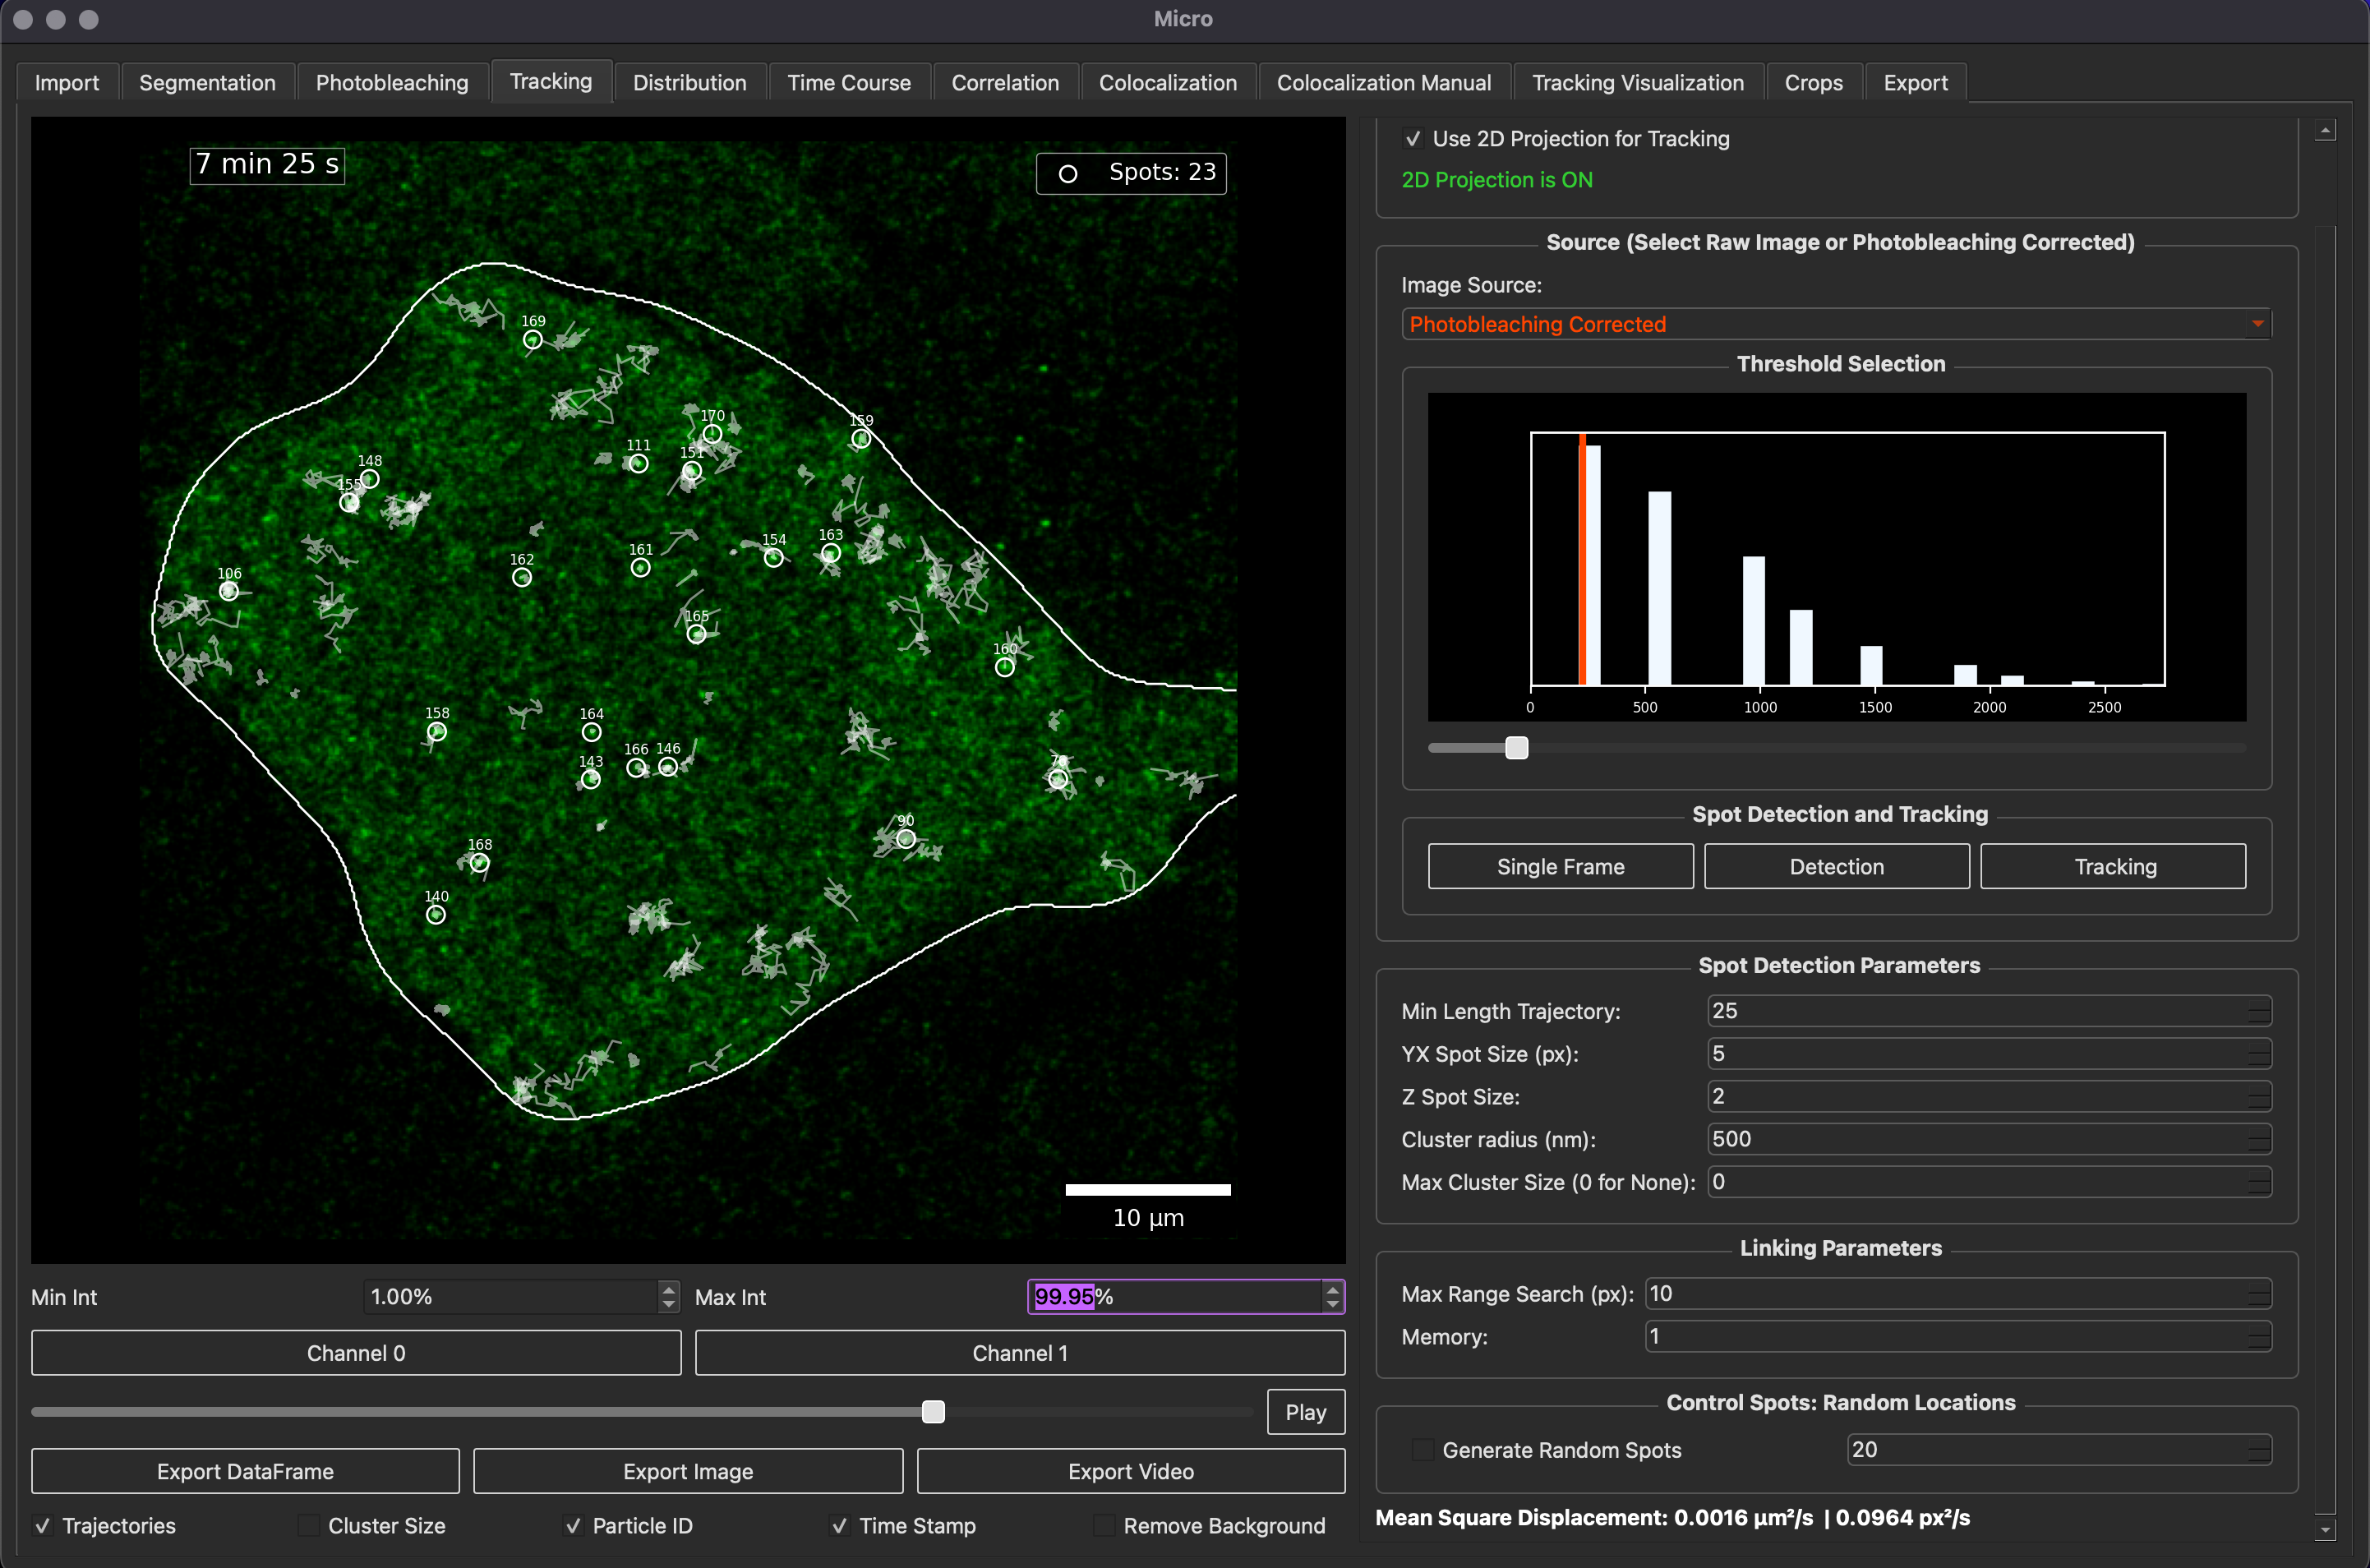 Micro
Import Segmentation Photobleaching Tracking Distribution Time Course Correlation Colocalization Colocalization Manual Tracking Visualization Crops Export
7 min 25 s
Spots: 23
169
170
159
111
151
148
155
163
154
161
162
106
165
160
158
164
166 146
143
76
90
168
140
10 µm
Min Int 1.00% Max Int 99.95%
Channel 0 Channel 1
Play
Export DataFrame Export Image Export Video
Trajectories Cluster Size Particle ID Time Stamp Remove Background
Use 2D Projection for Tracking
2D Projection is ON
Source (Select Raw Image or Photobleaching Corrected)
Image Source:
Photobleaching Corrected
Threshold Selection
0 500 1000 1500 2000 2500
Spot Detection and Tracking
Single Frame Detection Tracking
Spot Detection Parameters
Min Length Trajectory: 25
YX Spot Size (px): 5
Z Spot Size: 2
Cluster radius (nm): 500
Max Cluster Size (0 for None): 0
Linking Parameters
Max Range Search (px): 10
Memory: 1
Control Spots: Random Locations
Generate Random Spots 20
Mean Square Displacement: 0.0016 µm²/s | 0.0964 px²/s